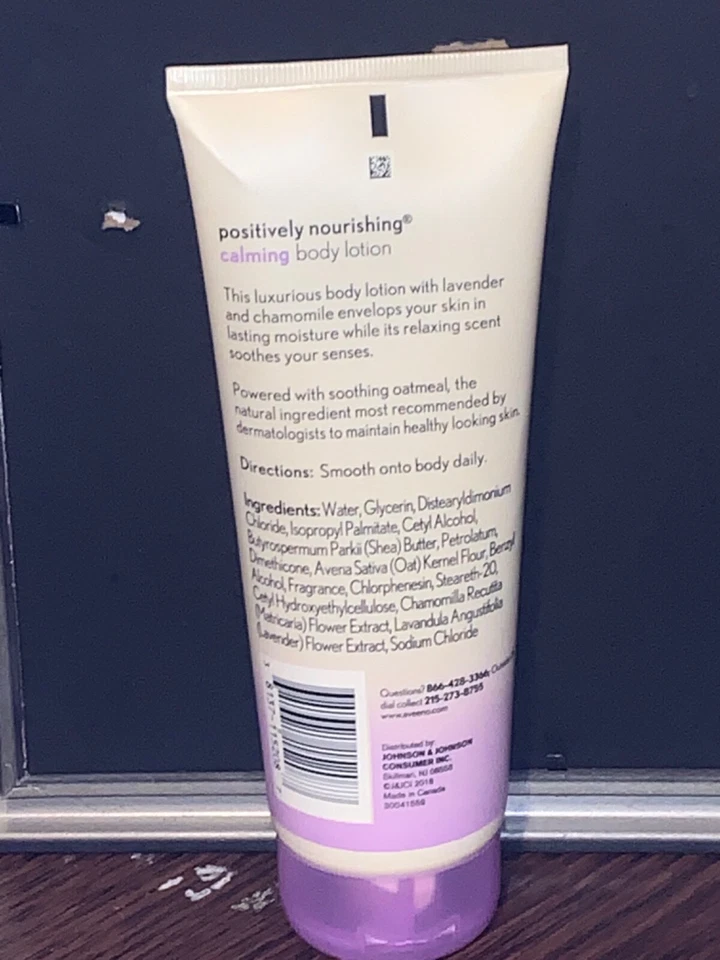 positively nourishing®
calming body lotion
This luxurious body lotion with lavender
and chamomile envelops your skin in
lasting moisture while its relaxing scent
soothes your senses.
Powered with soothing oatmeal, the
natural ingredient most recommended by
dermatologists to maintain healthy looking skin.
Directions: Smooth onto body daily.
Ingredients: Water, Glycerin, Distearyldimonium
Chloride, Isopropyl Palmitate, Cetyl Alcohol,
Butyrospermum Parkii (Shea) Butter, Petrolatum,
Dimethicone, Avena Sativa (Oat) Kernel Flour, Benzyl
Alcohol, Fragrance, Chlorphenesin, Steareth-20,
Cetyl Hydroxyethylcellulose, Chamomilla Recutita
(Matricaria) Flower Extract, Lavandula Angustifolia
(Lavender) Flower Extract, Sodium Chloride
Questions? 866-428-3366;
dial collect 215-273-8755
www.aveeno.com
Distributed by:
JOHNSON & JOHNSON
CONSUMER INC.
Skillman, NJ 08558
©J&JCI 2018
Made in Canada
30041558